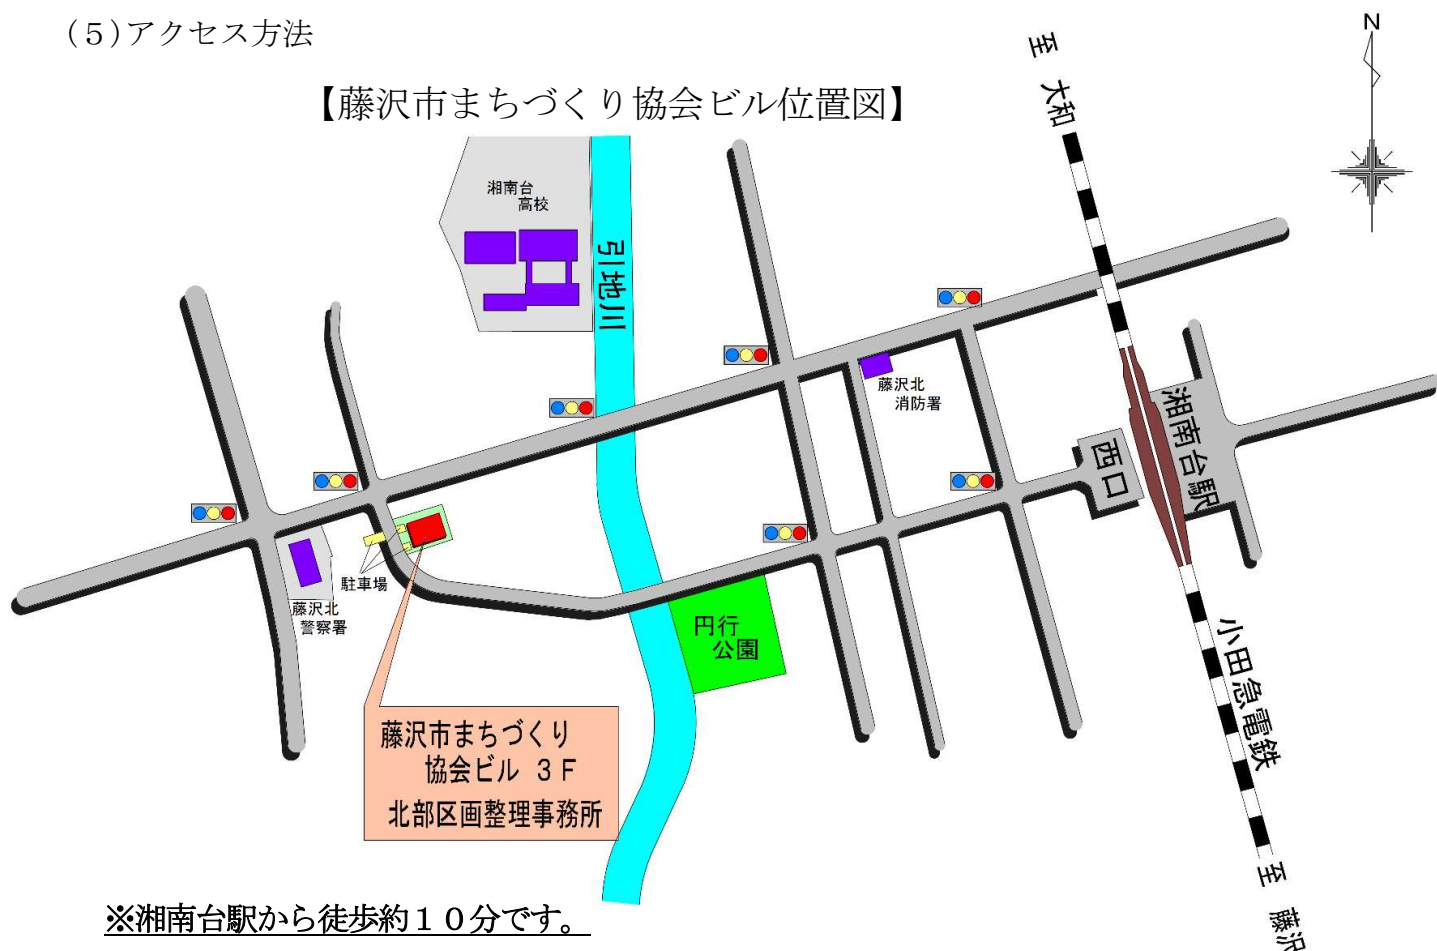 （５）アクセス方法
N
【藤沢市まちづくり協会ビル位置図】
至 大和
湘南台
高校
引地川
藤沢北
消防署
湘南台駅
西口
駐車場
藤沢北
警察署
円行
公園
小田急電鉄
藤沢市まちづくり
協会ビル ３Ｆ
北部区画整理事務所
至 藤沢
※湘南台駅から徒歩約１０分です。